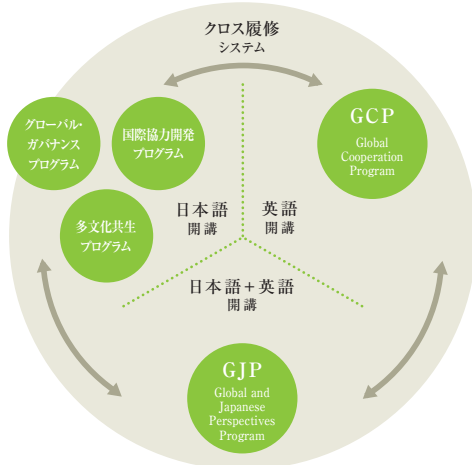 クロス履修
システム
グローバル・
ガバナンス
プログラム
国際協力開発
プログラム
多文化共生
プログラム
GCP
Global
Cooperation
Program
日本語
開講
英語
開講
日本語＋英語
開講
GJP
Global and
Japanese
Perspectives
Program